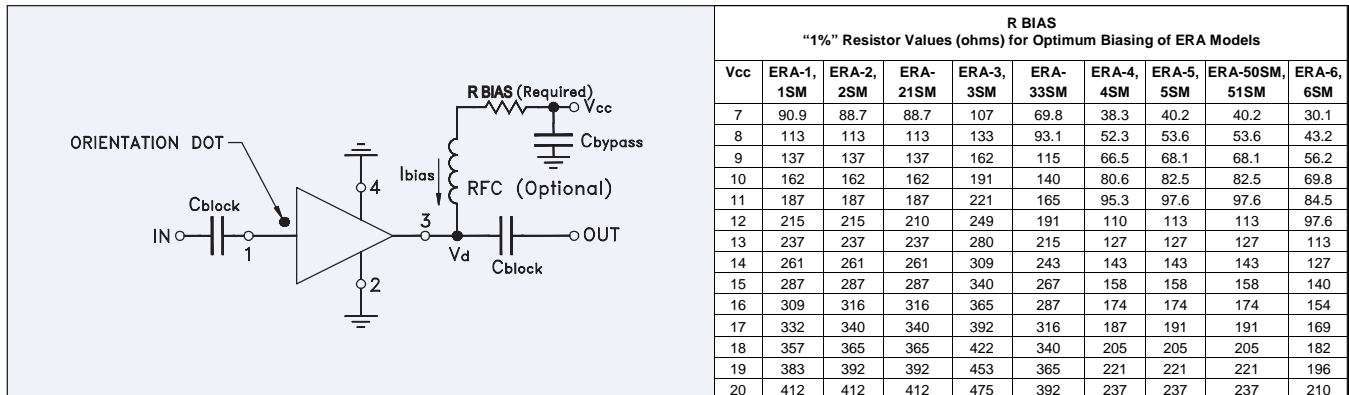 R BIAS (Required)
Vcc
Cbypass
ORIENTATION DOT
Ibias
RFC (Optional)
4
Cblock
3
IN
1
Vd
Cblock
OUT
2
R BIAS
“1%” Resistor Values (ohms) for Optimum Biasing of ERA Models
Vcc ERA-1, 1SM ERA-2, 2SM ERA-21SM ERA-3, 3SM ERA-33SM ERA-4, 4SM ERA-5, 5SM ERA-50SM, 51SM ERA-6, 6SM
7 90.9 88.7 88.7 107 69.8 38.3 40.2 40.2 30.1
8 113 113 113 133 93.1 52.3 53.6 53.6 43.2
9 137 137 137 162 115 66.5 68.1 68.1 56.2
10 162 162 162 191 140 80.6 82.5 82.5 69.8
11 187 187 187 221 165 95.3 97.6 97.6 84.5
12 215 215 210 249 191 110 113 113 97.6
13 237 237 237 280 215 127 127 127 113
14 261 261 261 309 243 143 143 143 127
15 287 287 287 340 267 158 158 158 140
16 309 316 316 365 287 174 174 174 154
17 332 340 340 392 316 187 191 191 169
18 357 365 365 422 340 205 205 205 182
19 383 392 392 453 365 221 221 221 196
20 412 412 412 475 392 237 237 237 210